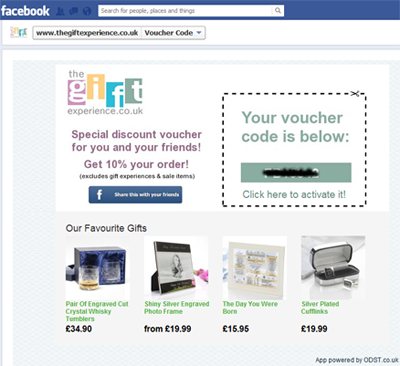 facebook
Search for people, places and things
gift
www.thegiftexperience.co.uk
Voucher Code
the
gift
experience.co.uk
Special discount voucher
for you and your friends!
Get 10% your order!
(excludes gift experiences & sale items)
f Share this with your friends
Your voucher
code is below:
Click here to activate it!
Our Favourite Gifts
Pair Of Engraved Cut
Crystal Whisky
Tumblers
£34.90
Shiny Silver Engraved
Photo Frame
from £19.99
The Day You Were
Born
£15.95
Silver Plated
Cufflinks
£19.99
App powered by ODST.co.uk